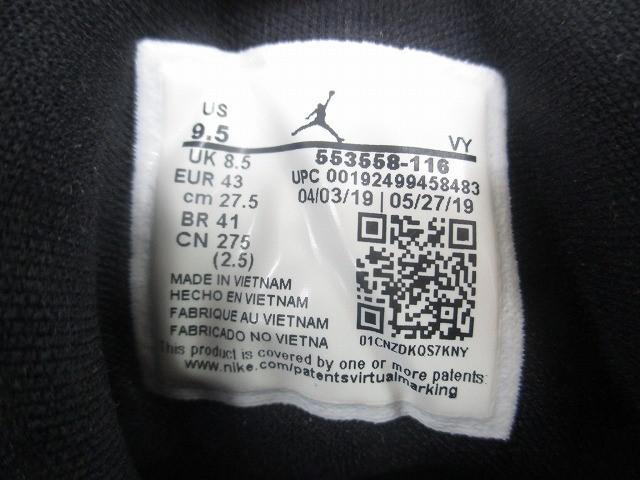 US
9.5
VY
UK 8.5
553558-116
EUR 43
UPC 00192499458483
cm 27.5
04/03/19 | 05/27/19
BR 41
CN 275
(2.5)
MADE IN VIETNAM
HECHO EN VIETNAM
FABRIQUE AU VIETNAM
FABRICADO NO VIETNA
01CNZDKQS7KNY
This product is covered by one or more patents:
www.nike.com/patentsvirtualmarking